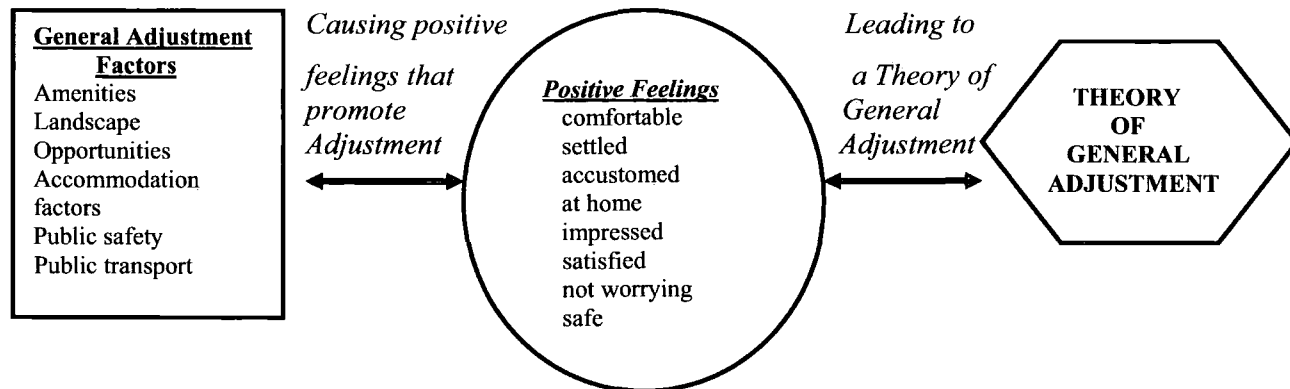 General Adjustment
Factors
Amenities
Landscape
Opportunities
Accommodation
factors
Public safety
Public transport
Causing positive
feelings that
promote
Adjustment
Positive Feelings
comfortable
settled
accustomed
at home
impressed
satisfied
not worrying
safe
Leading to
a Theory of
General
Adjustment
THEORY
OF
GENERAL
ADJUSTMENT